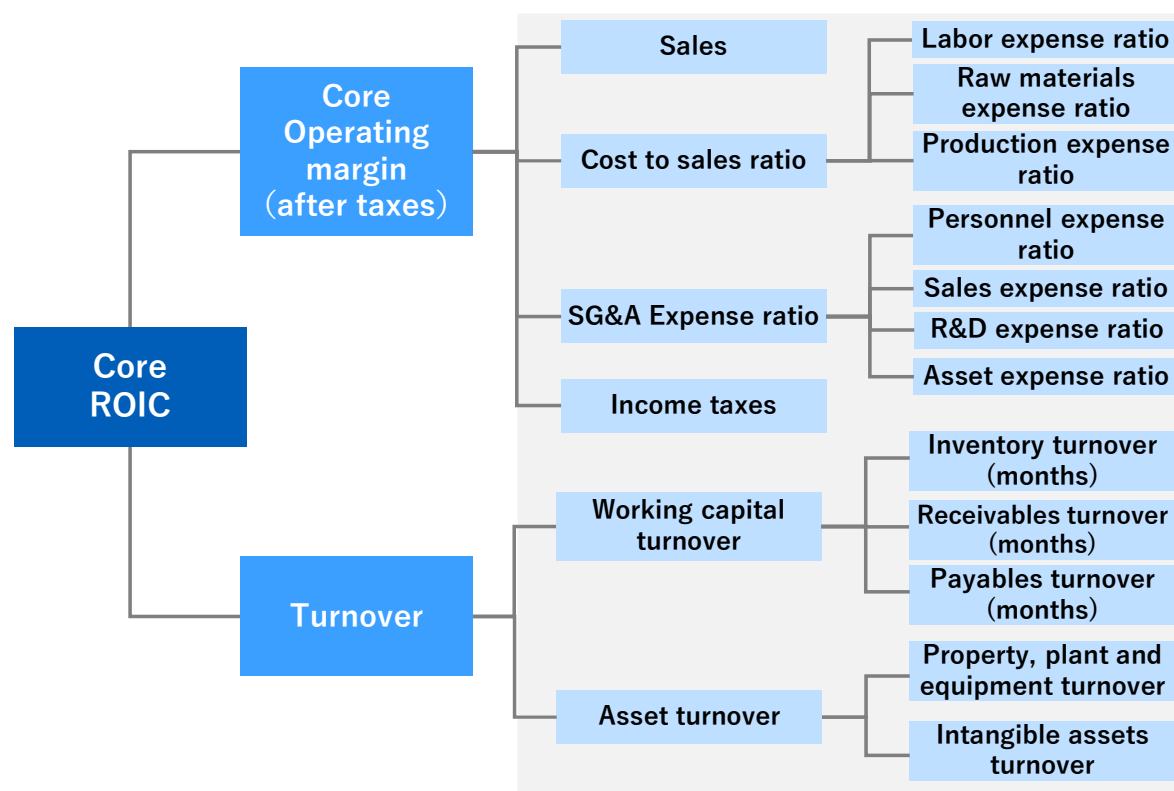 Core
ROIC
Core
Operating
margin
（after taxes）
Turnover
Sales
Cost to sales ratio
SG&A Expense ratio
Income taxes
Working capital
turnover
Asset turnover
Labor expense ratio
Raw materials
expense ratio
Production expense
ratio
Personnel expense
ratio
Sales expense ratio
R&D expense ratio
Asset expense ratio
Inventory turnover
(months)
Receivables turnover
(months)
Payables turnover
(months)
Property, plant and
equipment turnover
Intangible assets
turnover